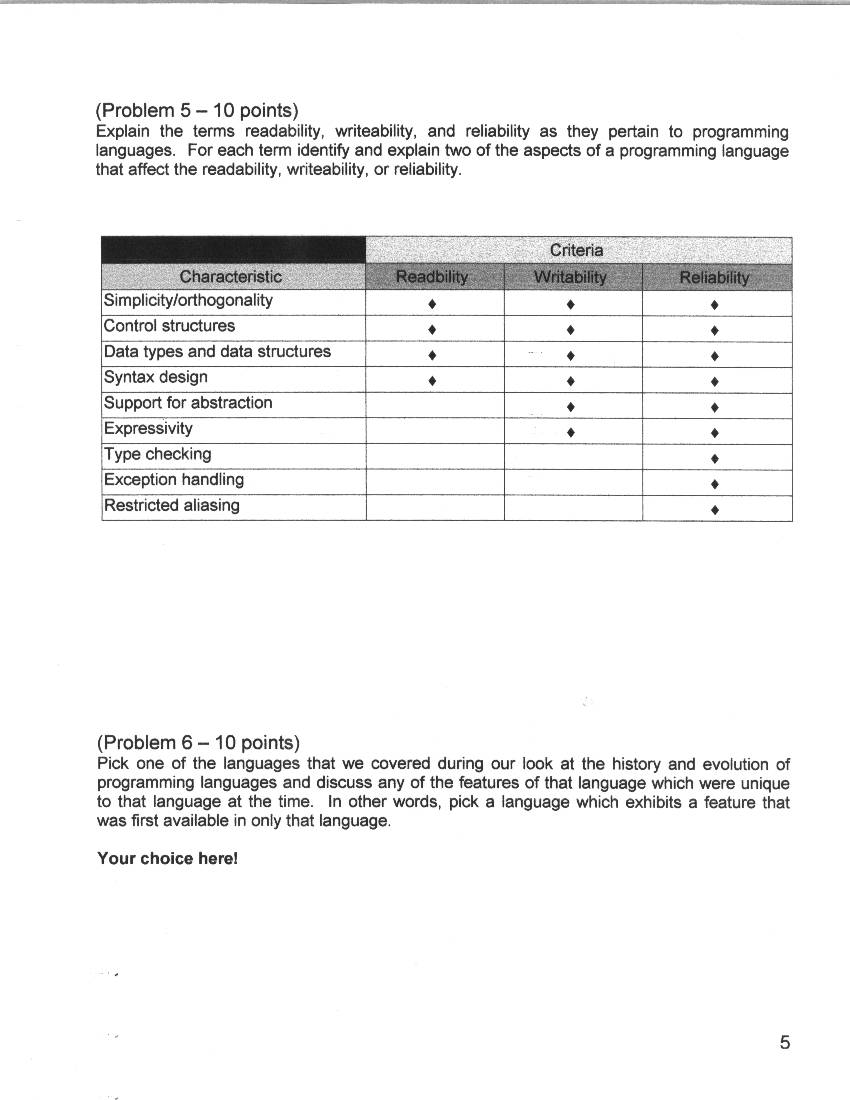 (Problem 5 – 10 points)
Explain the terms readability, writeability, and reliability as they pertain to programming
languages. For each term identify and explain two of the aspects of a programming language
that affect the readability, writeability, or reliability.
Criteria
Characteristic Readbility Writability Reliability
Simplicity/orthogonality ♦ ♦ ♦
Control structures ♦ ♦ ♦
Data types and data structures ♦ ♦ ♦
Syntax design ♦ ♦ ♦
Support for abstraction ♦ ♦
Expressivity ♦ ♦
Type checking ♦
Exception handling ♦
Restricted aliasing ♦
(Problem 6 – 10 points)
Pick one of the languages that we covered during our look at the history and evolution of
programming languages and discuss any of the features of that language which were unique
to that language at the time. In other words, pick a language which exhibits a feature that
was first available in only that language.
Your choice here!
5